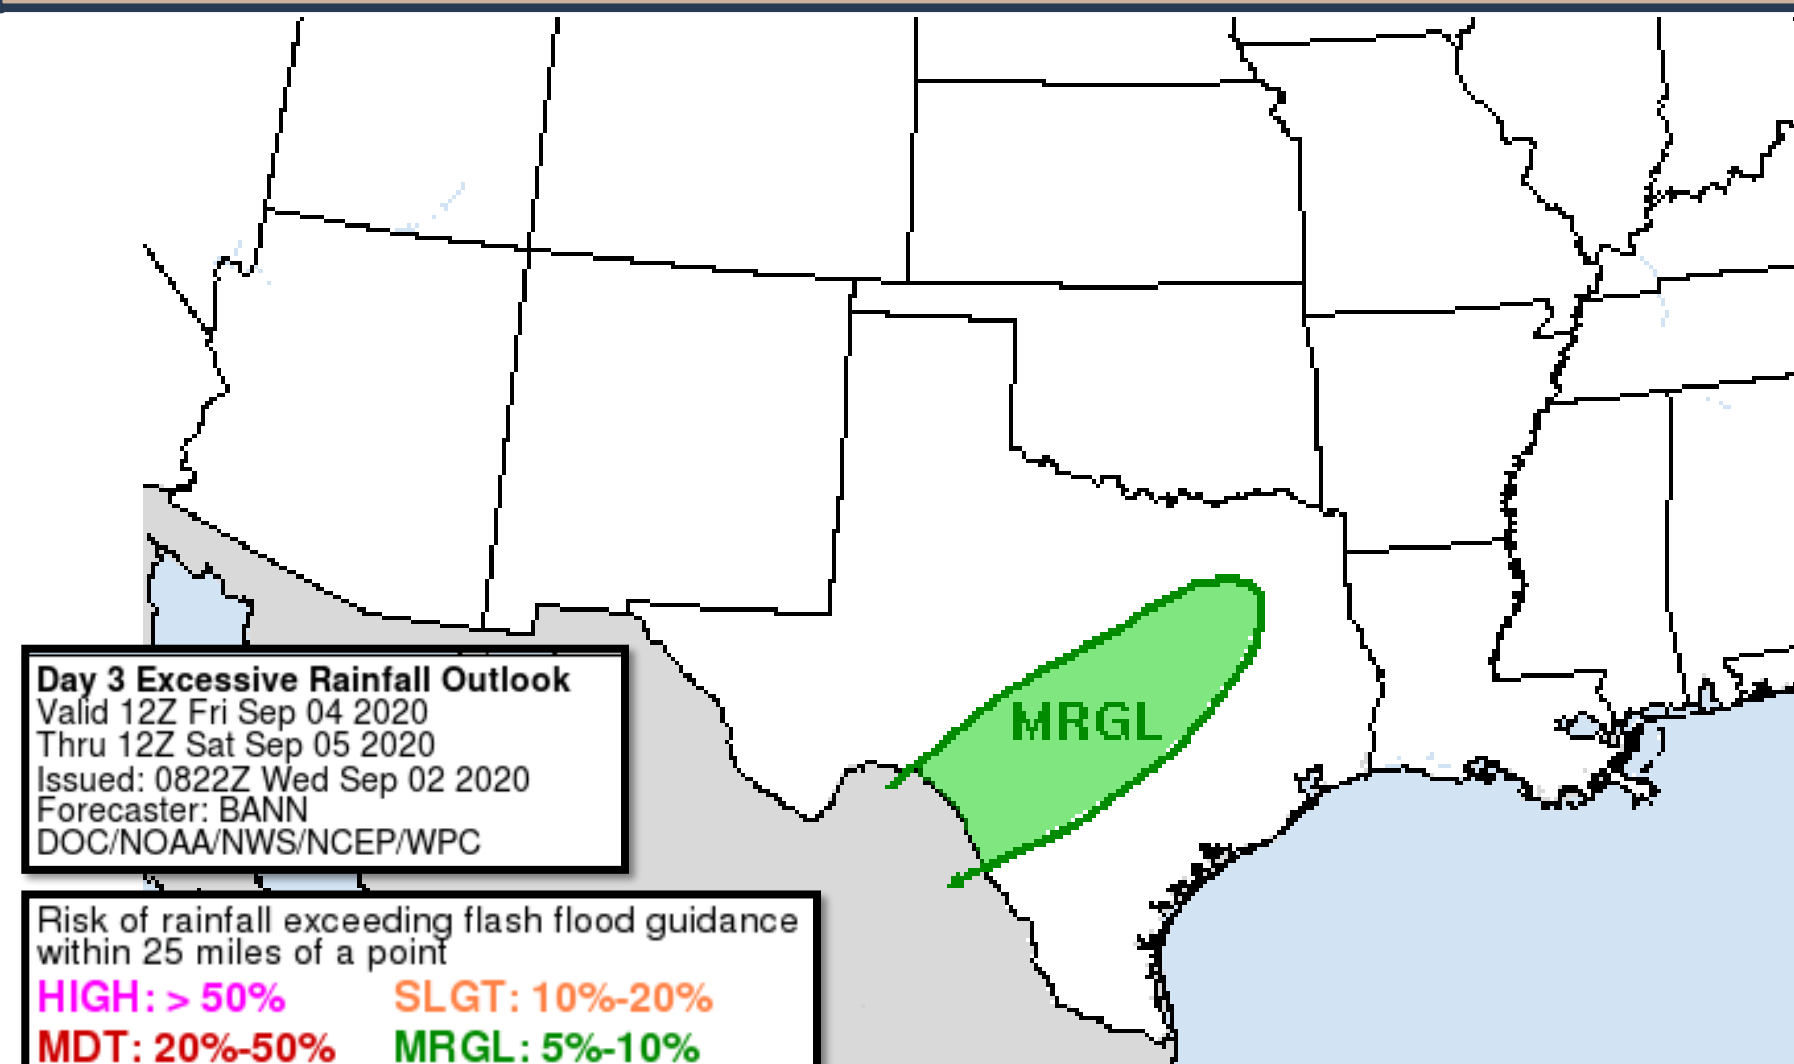 MRGL
Day 3 Excessive Rainfall Outlook
Valid 12Z Fri Sep 04 2020
Thru 12Z Sat Sep 05 2020
Issued: 0822Z Wed Sep 02 2020
Forecaster: BANN
DOC/NOAA/NWS/NCEP/WPC
Risk of rainfall exceeding flash flood guidance
within 25 miles of a point
HIGH: > 50% SLGT: 10%-20%
MDT: 20%-50% MRGL: 5%-10%